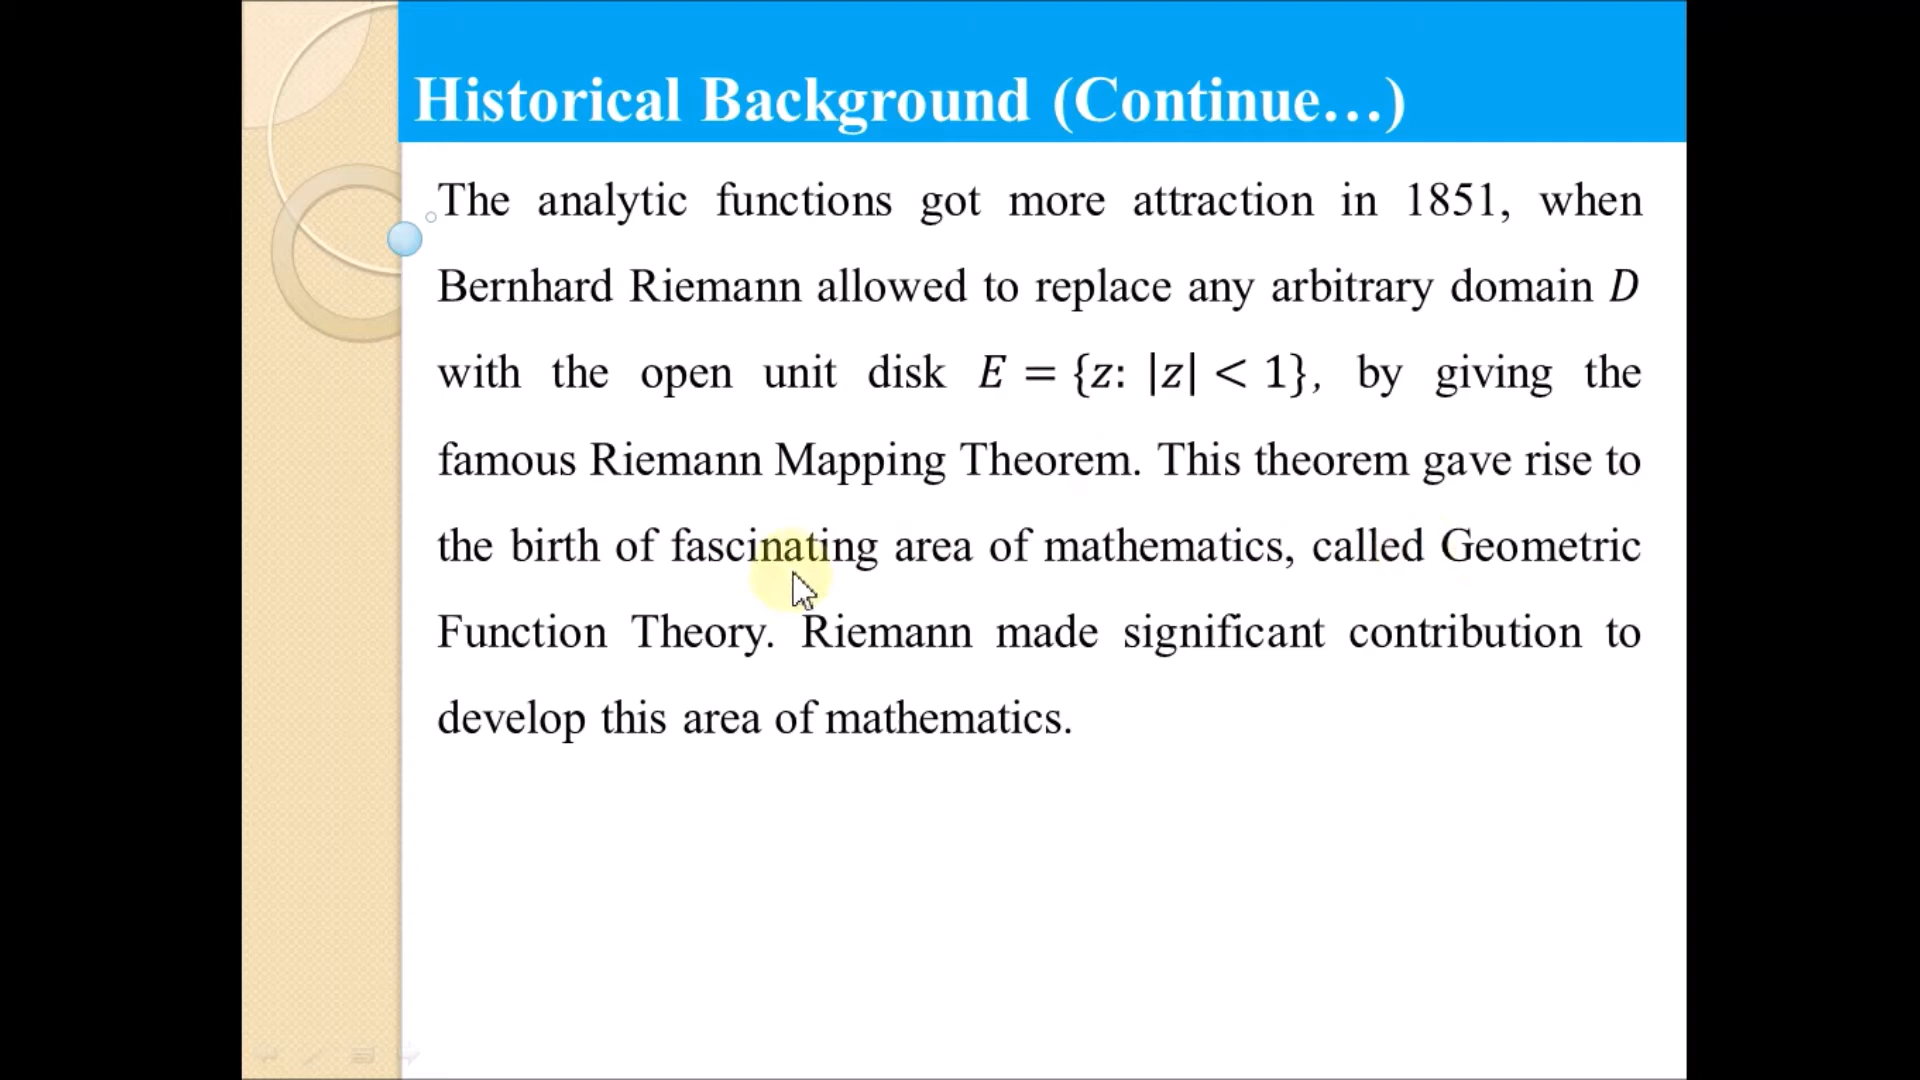 Historical Background (Continue…)
The analytic functions got more attraction in 1851, when
Bernhard Riemann allowed to replace any arbitrary domain D
with the open unit disk E = {z: |z| < 1}, by giving the
famous Riemann Mapping Theorem. This theorem gave rise to
the birth of fascinating area of mathematics, called Geometric
Function Theory. Riemann made significant contribution to
develop this area of mathematics.